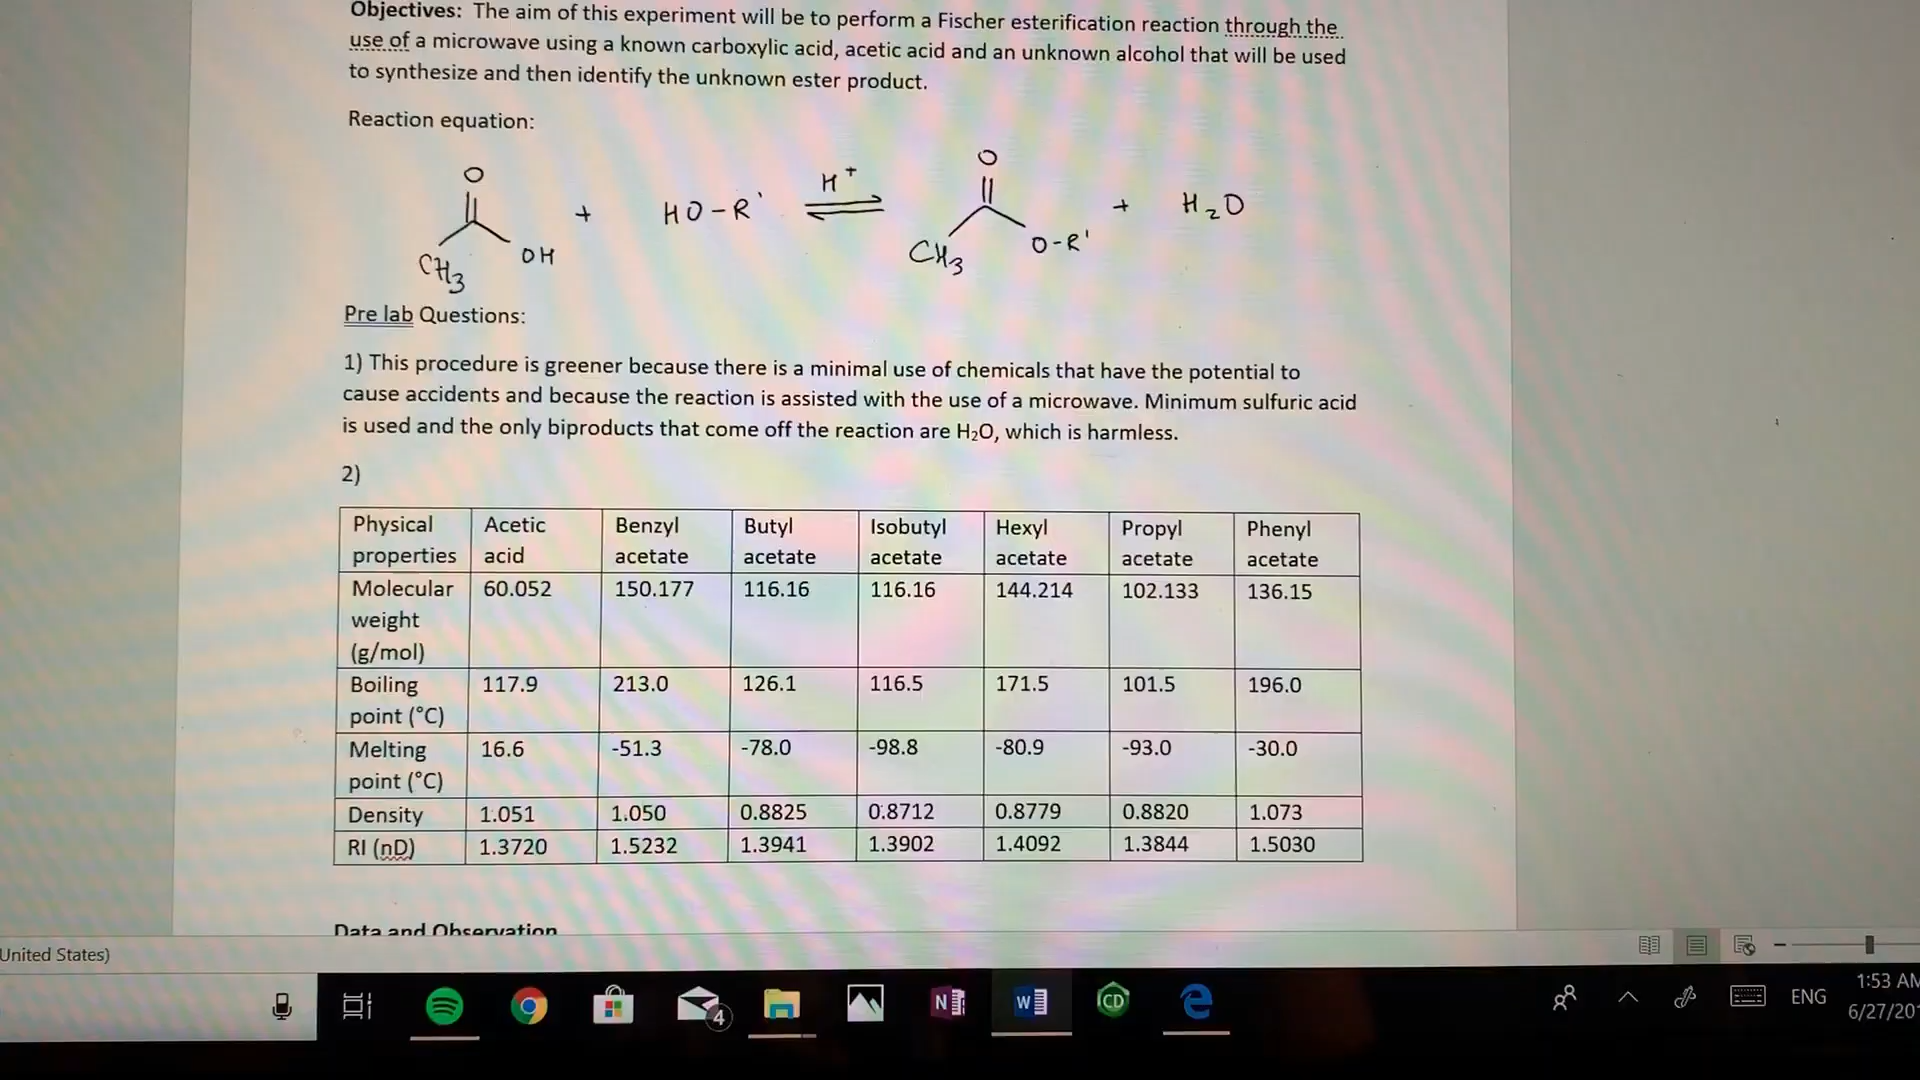 Objectives: The aim of this experiment will be to perform a Fischer esterification reaction through the
use of a microwave using a known carboxylic acid, acetic acid and an unknown alcohol that will be used
to synthesize and then identify the unknown ester product.
Reaction equation:
O
CH3
OH
+
HO-R'
H+
O
CH3
O-R'
+
H2O
Pre lab Questions:
1) This procedure is greener because there is a minimal use of chemicals that have the potential to
cause accidents and because the reaction is assisted with the use of a microwave. Minimum sulfuric acid
is used and the only biproducts that come off the reaction are H2O, which is harmless.
2)
Physical properties Acetic acid Benzyl acetate Butyl acetate Isobutyl acetate Hexyl acetate Propyl acetate Phenyl acetate
Molecular weight (g/mol) 60.052 150.177 116.16 116.16 144.214 102.133 136.15
Boiling point (°C) 117.9 213.0 126.1 116.5 171.5 101.5 196.0
Melting point (°C) 16.6 -51.3 -78.0 -98.8 -80.9 -93.0 -30.0
Density 1.051 1.050 0.8825 0.8712 0.8779 0.8820 1.073
RI (nD) 1.3720 1.5232 1.3941 1.3902 1.4092 1.3844 1.5030
Data and Observation
United States)
4
N
W
CD
ENG
1:53 AM
6/27/20